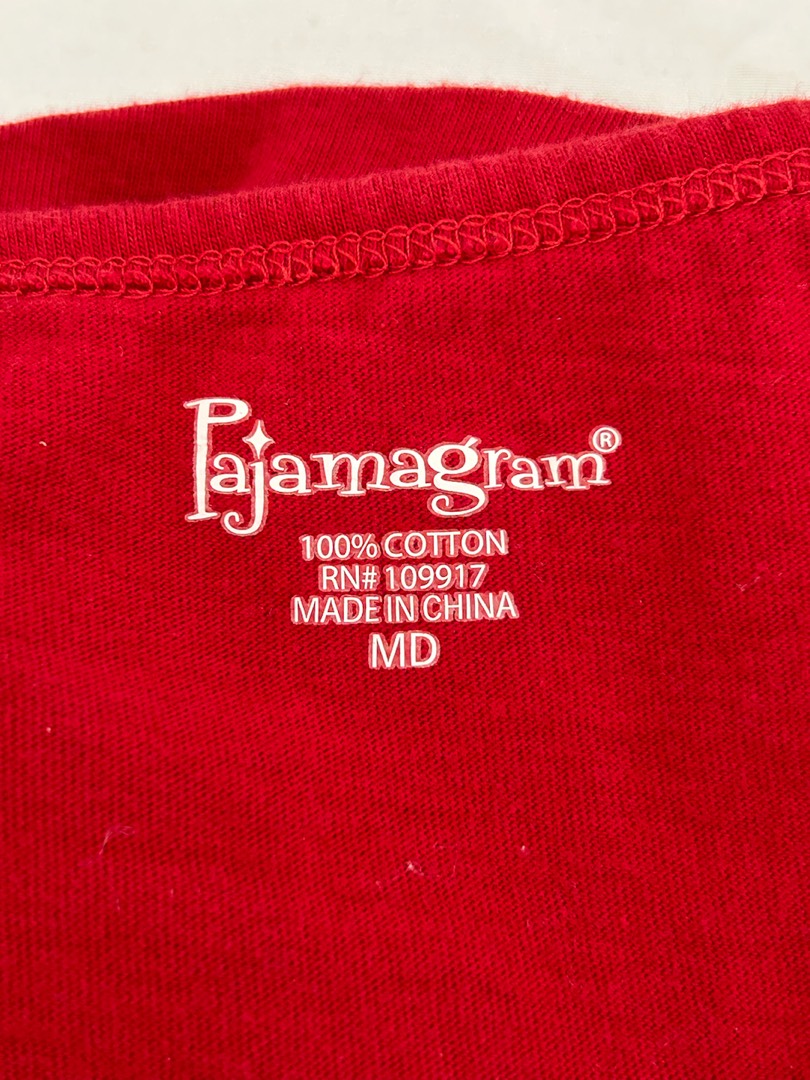 Pajamagram®
100% COTTON
RN# 109917
MADE IN CHINA
MD